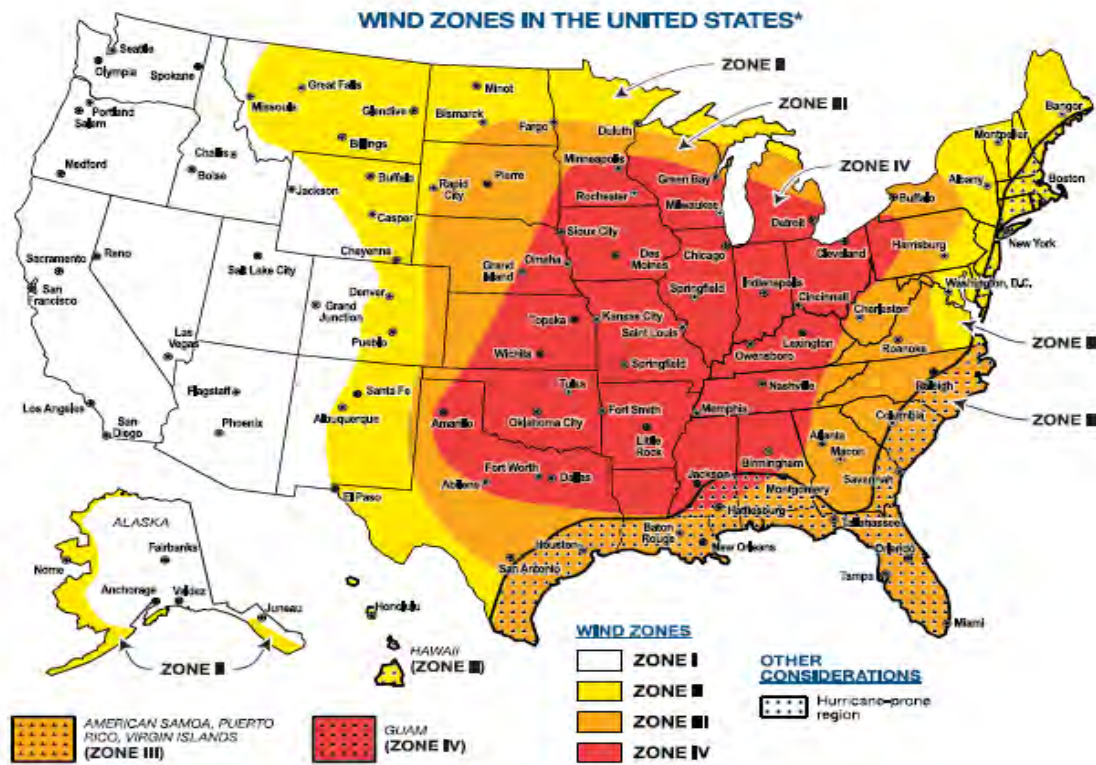 WIND ZONES IN THE UNITED STATES*
ZONE II
ZONE III
ZONE IV
Seattle
Olympia
Spokane
Portland
Salem
Medford
Challis
Boise
Missoula
Great Falls
Glendive
Billings
Buffalo
Jackson
Casper
Cheyenne
Minot
Bismarck
Fargo
Duluth
Rapid City
Pierre
Minneapolis
Rochester
Green Bay
Milwaukee
Detroit
Buffalo
Albany
Montpelier
Bangor
Boston
New York
Harrisburg
Washington, D.C.
Sioux City
Omaha
Grand Island
Des Moines
Chicago
Cleveland
Springfield
Indianapolis
Cincinnati
Charleston
Roanoke
ZONE II
Reno
Sacramento
San Francisco
Salt Lake City
Grand Junction
Denver
Pueblo
Las Vegas
Los Angeles
San Diego
Flagstaff
Phoenix
Santa Fe
Albuquerque
El Paso
Topeka
Kansas City
Saint Louis
Wichita
Springfield
Owensboro
Lexington
Nashville
Memphis
Raleigh
Columbia
ZONE II
Tulsa
Oklahoma City
Amarillo
Fort Smith
Little Rock
Fort Worth
Dallas
Abilene
Atlanta
Macon
Savannah
Birmingham
Montgomery
Jackson
Hattiesburg
Tallahassee
Baton Rouge
New Orleans
Houston
San Antonio
Orlando
Tampa
Miami
ALASKA
Fairbanks
Nome
Anchorage
Valdez
Juneau
ZONE II
Honolulu
HAWAII
(ZONE II)
WIND ZONES
ZONE I
ZONE II
ZONE III
ZONE IV
OTHER
CONSIDERATIONS
Hurricane-prone
region
AMERICAN SAMOA, PUERTO
RICO, VIRGIN ISLANDS
(ZONE III)
GUAM
(ZONE IV)